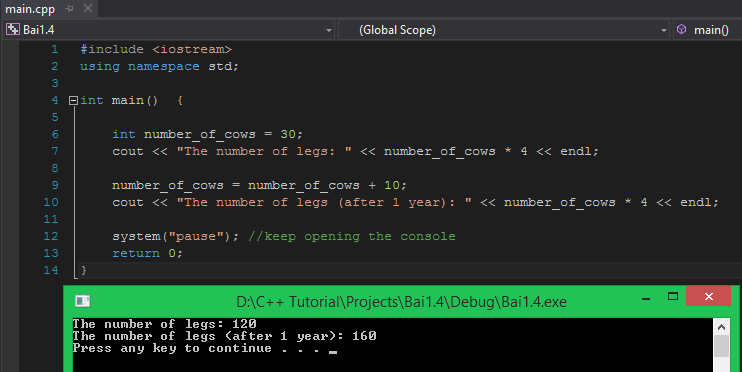 main.cpp
Bai1.4 (Global Scope) main()
1 #include <iostream>
2 using namespace std;
3
4 int main()  {
5
6 int number_of_cows = 30;
7 cout << "The number of legs: " << number_of_cows * 4 << endl;
8
9 number_of_cows = number_of_cows + 10;
10 cout << "The number of legs (after 1 year): " << number_of_cows * 4 << endl;
11
12 system("pause"); //keep opening the console
13 return 0;
14 }
D:\C++ Tutorial\Projects\Bai1.4\Debug\Bai1.4.exe
The number of legs: 120
The number of legs (after 1 year): 160
Press any key to continue . . .